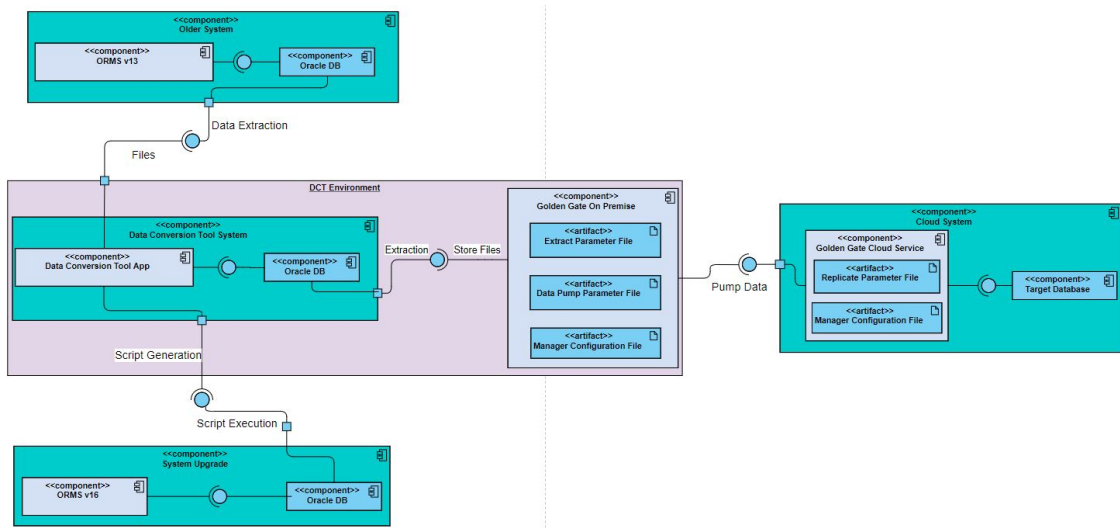 <<component>>
Older System
<<component>>
ORMS v13
<<component>>
Oracle DB
Data Extraction
Files
DCT Environment
<<component>>
Data Conversion Tool System
<<component>>
Data Conversion Tool App
<<component>>
Oracle DB
Extraction
Store Files
<<component>>
Golden Gate On Premise
<<artifact>>
Extract Parameter File
<<artifact>>
Data Pump Parameter File
<<artifact>>
Manager Configuration File
Pump Data
<<component>>
Cloud System
<<component>>
Golden Gate Cloud Service
<<artifact>>
Replicate Parameter File
<<artifact>>
Manager Configuration File
<<component>>
Target Database
Script Generation
Script Execution
<<component>>
System Upgrade
<<component>>
ORMS v16
<<component>>
Oracle DB